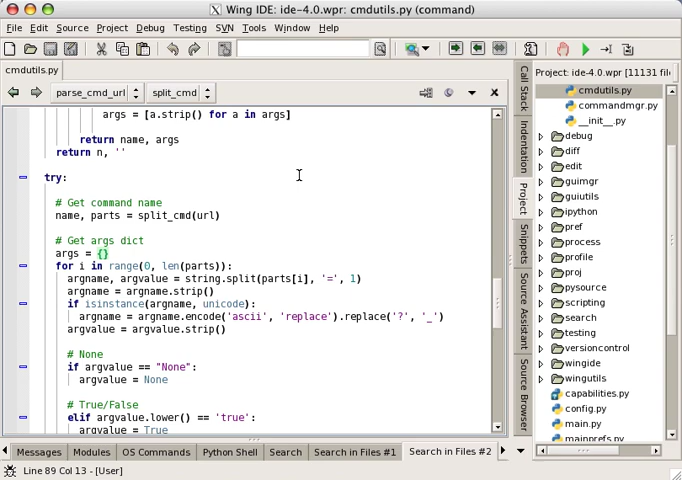 Wing IDE: ide-4.0.wpr: cmdutils.py (command)
File Edit Source Project Debug Testing SVN Tools Window Help
cmdutils.py
parse_cmd_url split_cmd
args = [a.strip() for a in args]
return name, args
return n, ''
try:
# Get command name
name, parts = split_cmd(url)
# Get args dict
args = {}
for i in range(0, len(parts)):
argname, argvalue = string.split(parts[i], '=', 1)
argname = argname.strip()
if isinstance(argname, unicode):
argname = argname.encode('ascii', 'replace').replace('?', '_')
argvalue = argvalue.strip()
# None
if argvalue == "None":
argvalue = None
# True/False
elif argvalue.lower() == 'true':
argvalue = True
Call Stack
Indentation
Project
Snippets
Source Assistant
Source Browser
Project: ide-4.0.wpr [11131 file
cmdutils.py
commandmgr.py
__init__.py
debug
diff
edit
guimgr
guiutils
ipython
pref
process
profile
proj
pysource
scripting
search
testing
versioncontrol
wingide
wingutils
capabilities.py
config.py
main.py
mainprefs.py
Messages Modules OS Commands Python Shell Search Search in Files #1 Search in Files #2
Line 89 Col 13 - [User]